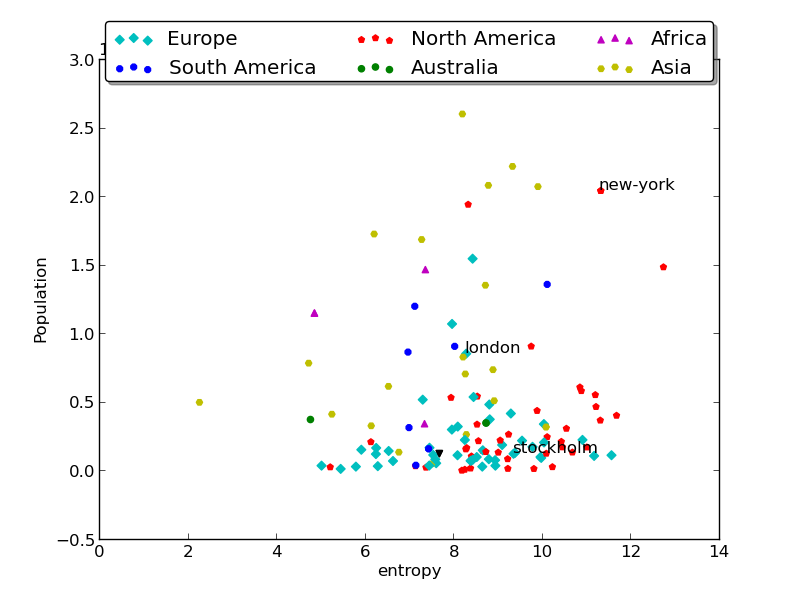 Europe North America Africa
South America Australia Asia
1
3.0
2.5
2.0
1.5
1.0
0.5
0.0
−0.5
new-york
london
stockholm
Population
0 2 4 6 8 10 12 14
entropy